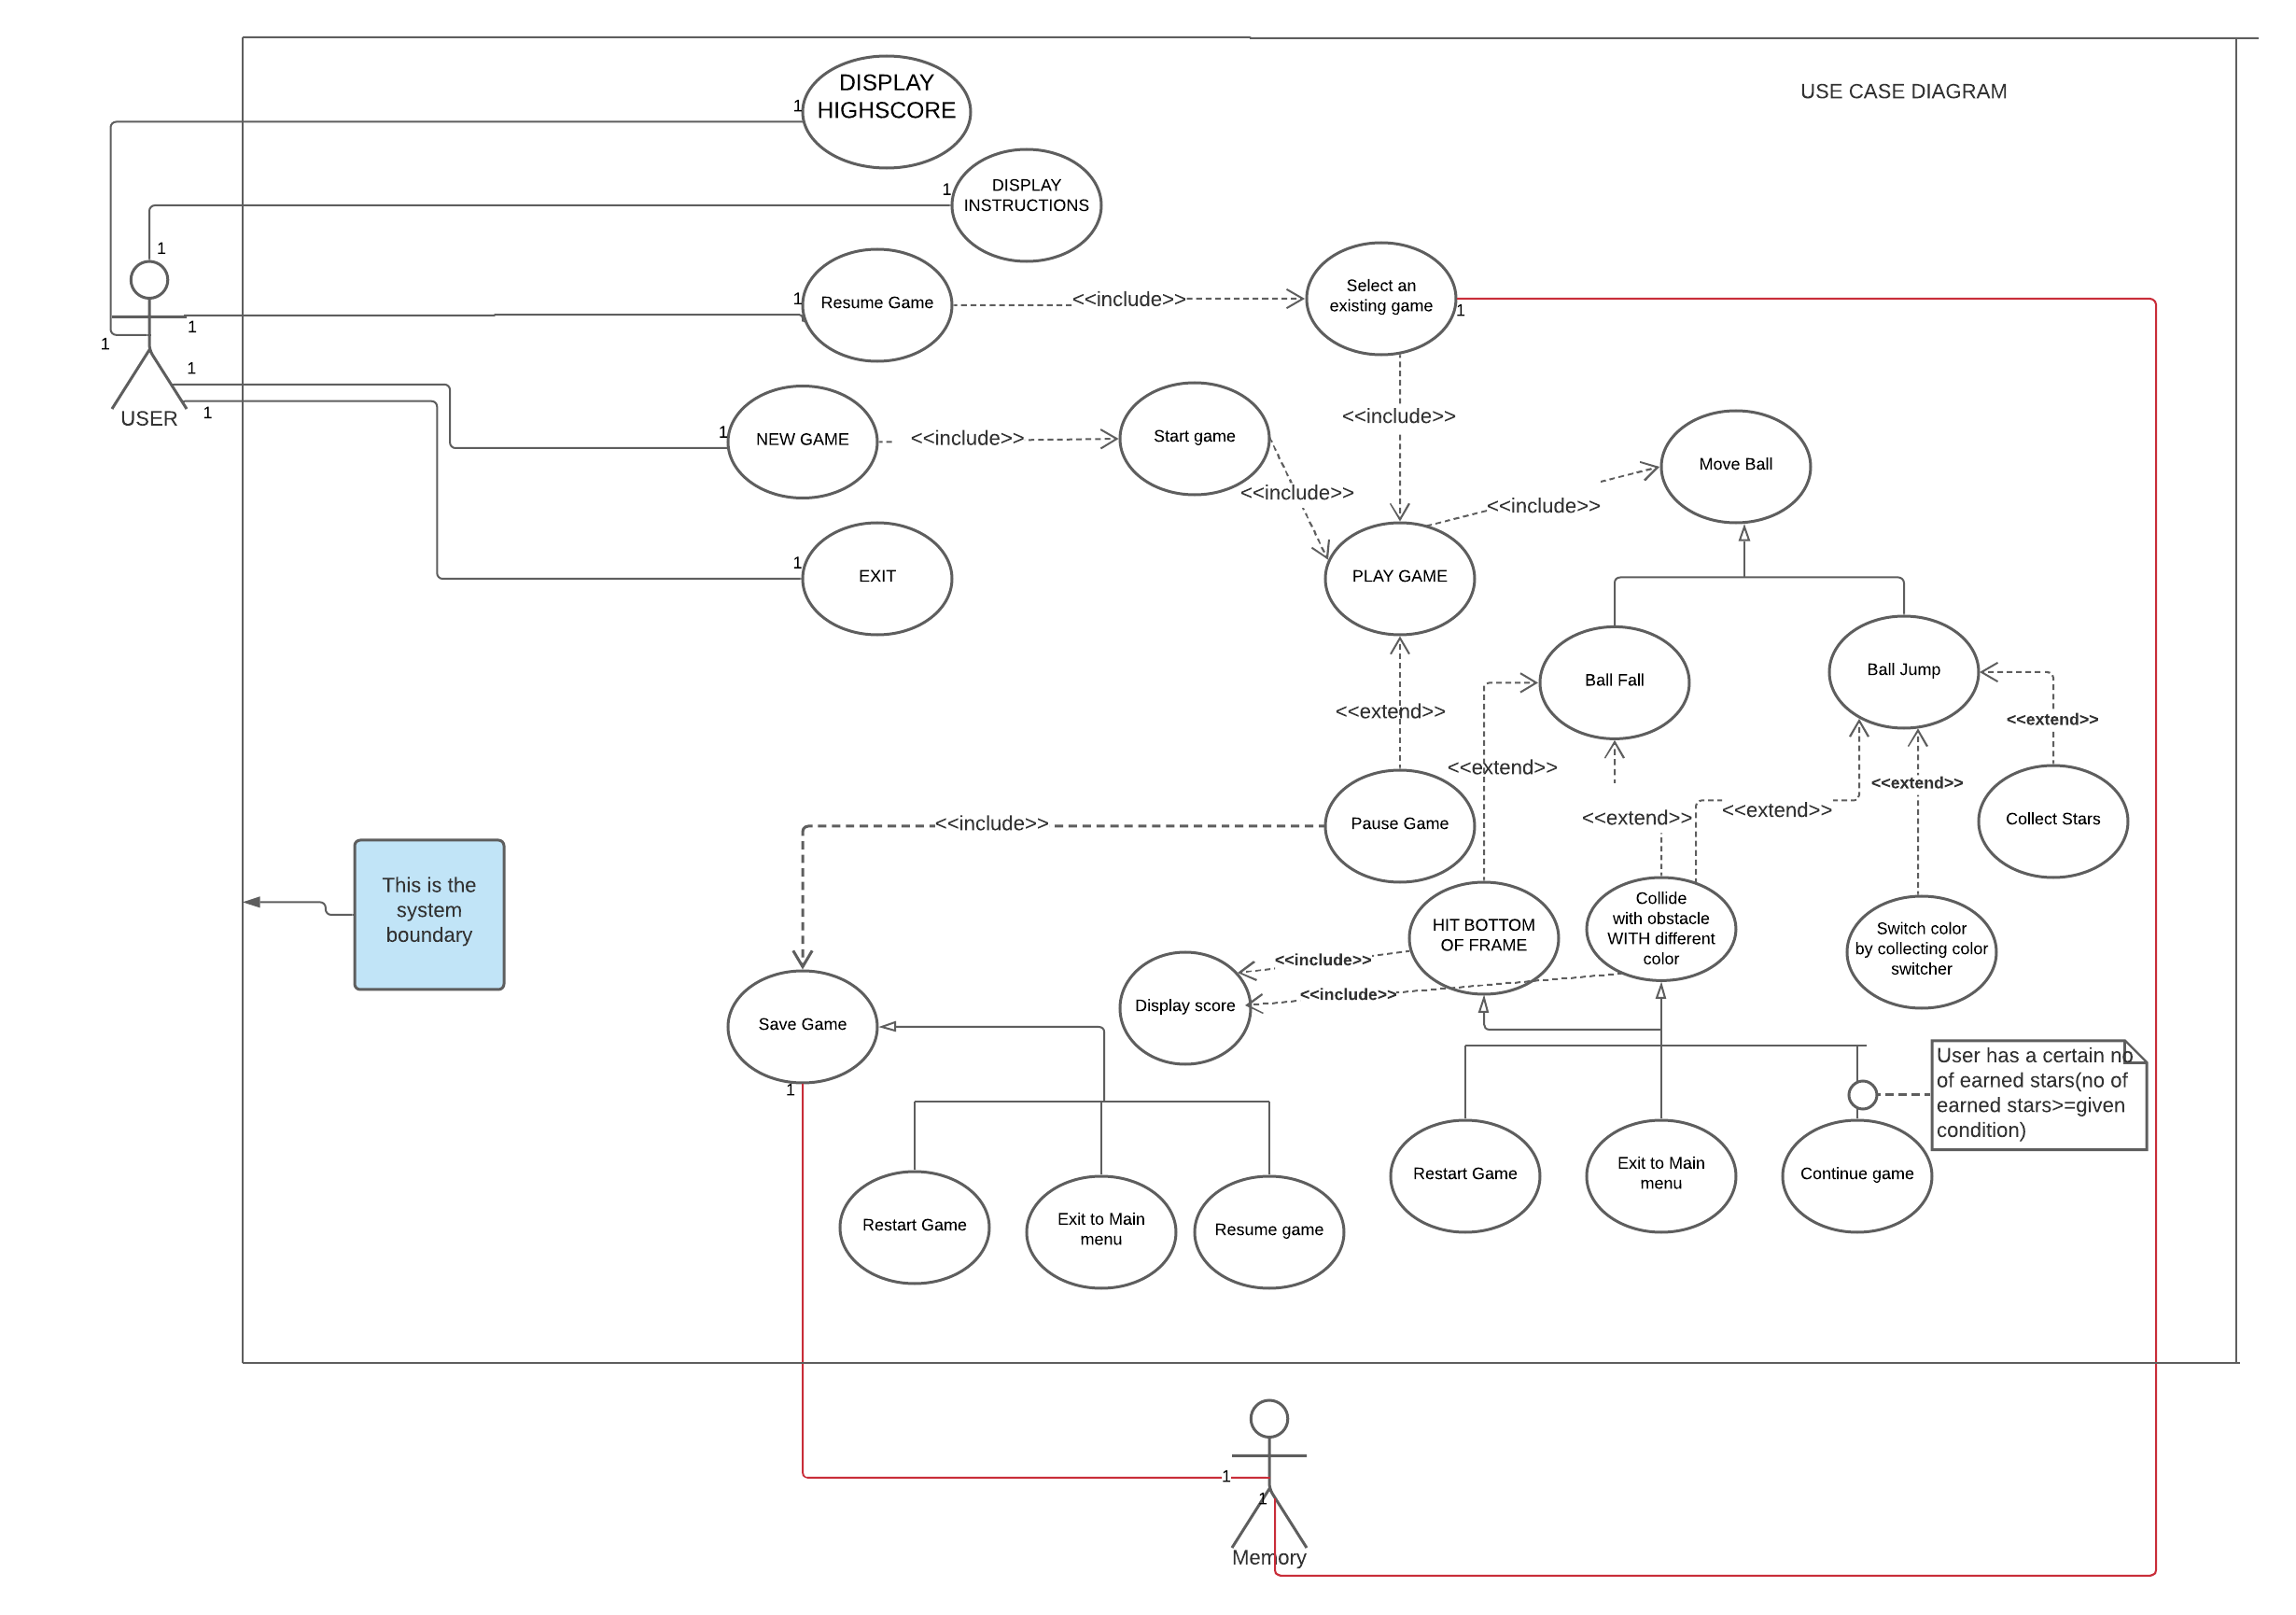 DISPLAY
HIGHSCORE
1
USE CASE DIAGRAM
DISPLAY
INSTRUCTIONS
1
1
Resume Game
1
<<include>>
Select an
existing game
1
1
1
1
1
USER
NEW GAME
1
<<include>>
Start game
<<include>>
<<include>>
Move Ball
<<include>>
EXIT
1
PLAY GAME
Ball Fall
Ball Jump
<<extend>>
<<extend>>
<<extend>>
<<extend>>
Pause Game
<<include>>
<<extend>>
<<extend>>
Collect Stars
This is the
system
boundary
HIT BOTTOM
OF FRAME
Collide
with obstacle
WITH different
color
Switch color
by collecting color
switcher
<<include>>
<<include>>
Display score
Save Game
1
User has a certain no
of earned stars(no of
earned stars>=given
condition)
Restart Game
Exit to Main
menu
Continue game
Restart Game
Exit to Main
menu
Resume game
1
1
Memory